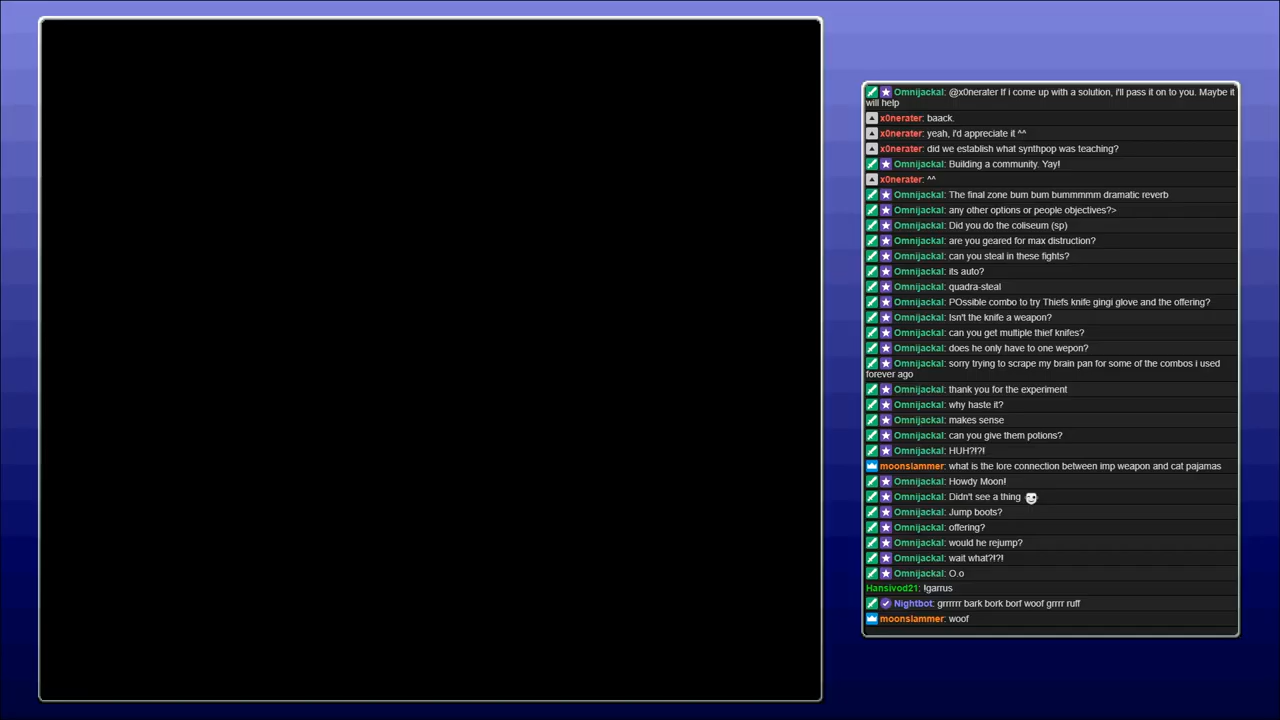 Omnijackal: @x0nerater If i come up with a solution, i'll pass it on to you. Maybe it
will help
x0nerater: baack.
x0nerater: yeah, i'd appreciate it ^^
x0nerater: did we establish what synthpop was teaching?
Omnijackal: Building a community. Yay!
x0nerater: ^^
Omnijackal: The final zone bum bum bummmmm dramatic reverb
Omnijackal: any other options or people objectives?>
Omnijackal: Did you do the coliseum (sp)
Omnijackal: are you geared for max distruction?
Omnijackal: can you steal in these fights?
Omnijackal: its auto?
Omnijackal: quadra-steal
Omnijackal: POssible combo to try Thiefs knife gingi glove and the offering?
Omnijackal: Isn't the knife a weapon?
Omnijackal: can you get multiple thief knifes?
Omnijackal: does he only have to one wepon?
Omnijackal: sorry trying to scrape my brain pan for some of the combos i used
forever ago
Omnijackal: thank you for the experiment
Omnijackal: why haste it?
Omnijackal: makes sense
Omnijackal: can you give them potions?
Omnijackal: HUH?!?!
moonslammer: what is the lore connection between imp weapon and cat pajamas
Omnijackal: Howdy Moon!
Omnijackal: Didn't see a thing
Omnijackal: Jump boots?
Omnijackal: offering?
Omnijackal: would he rejump?
Omnijackal: wait what?!?!
Omnijackal: O.o
Hansivod21: !garrus
Nightbot: grrrrrr bark bork borf woof grrrr ruff
moonslammer: woof